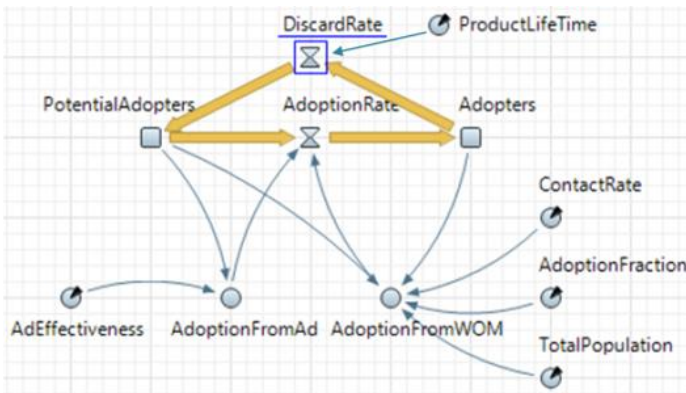 DiscardRate
ProductLifeTime
PotentialAdopters
AdoptionRate
Adopters
ContactRate
AdoptionFraction
AdEffectiveness
AdoptionFromAd
AdoptionFromWOM
TotalPopulation